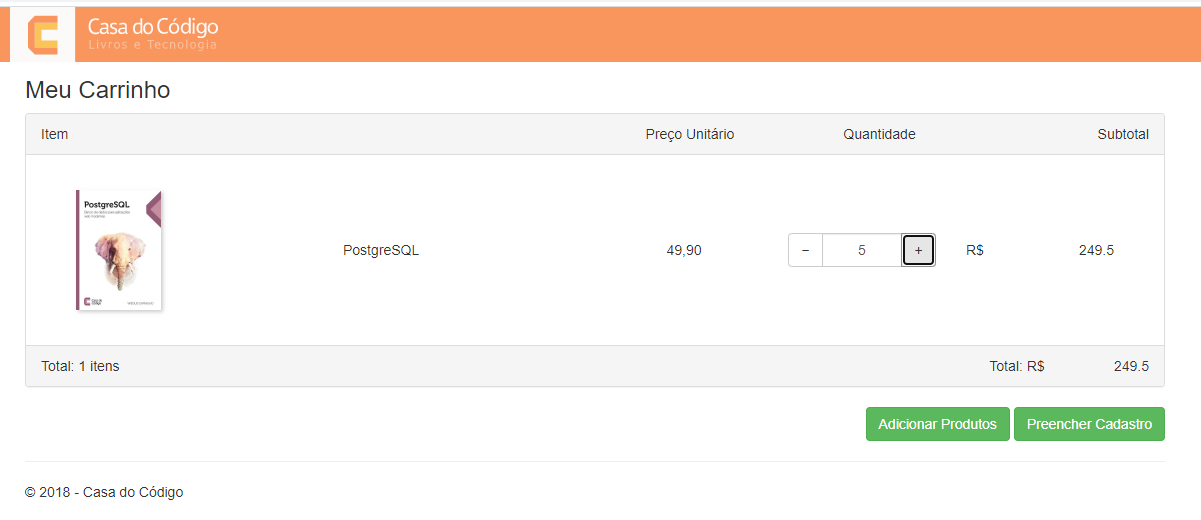 Casa do Código
Livros e Tecnologia
Meu Carrinho
Item Preço Unitário Quantidade Subtotal
PostgreSQL
PostgreSQL 49,90 − 5 + R$ 249.5
Total: 1 itens Total: R$ 249.5
Adicionar Produtos Preencher Cadastro
© 2018 - Casa do Código